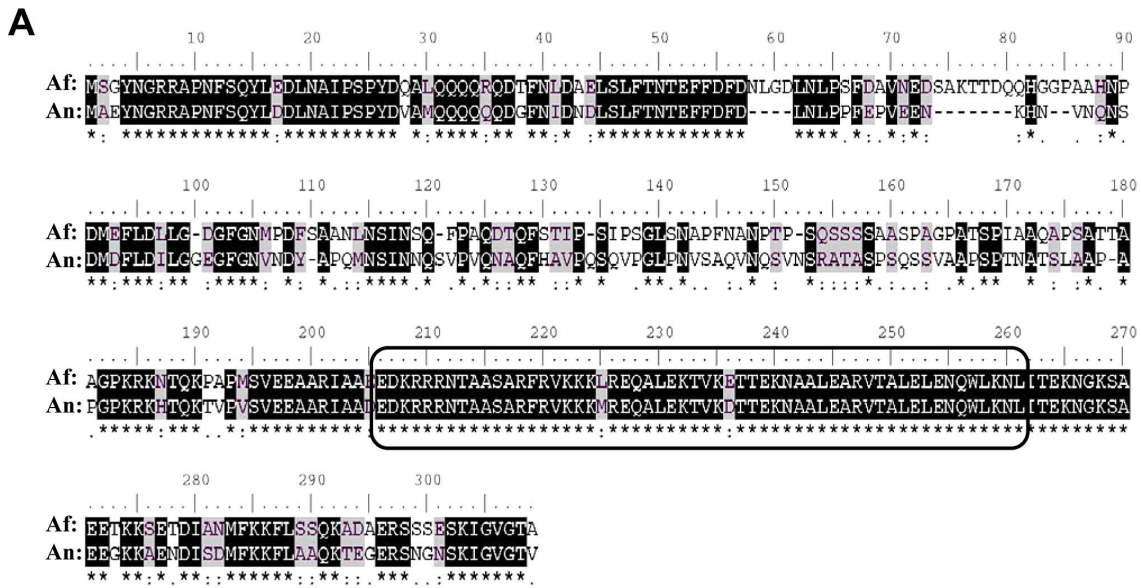 A
10 20 30 40 50 60 70 80 90
Af: MSGYNGRRAPNFSQYLEDLNAIPSPYDQALQQQQRQDTFNLDAELSLFTNTEFFDFDNLGDLNLPSFDAVNEDSAKTTDQQHGGPAAHNP
An: MAEYNGRRAPNFSQYLDDLNAIPSPYDVAMQQQQQQDGFNIDNDLSLFTNTEFFDFD----LNLPPFEPVEEN-------KHN--VNQNS
100 110 120 130 140 150 160 170 180
Af: DMEFLDLLG-DGFGNMPDFSAANLNSINSQ-FPAQDTQFSTIP-SIPSGLSNAPFNANPTP-SQSSSSAASPAGPATSPIAAQAPSATTA
An: DMDFLDILGGEGFGNVNDY-APQMNSINNQSVPVQNAQFHAVPQSQVPGLPNVSAQVNQSVNSRATASPSQSSVAAPSPTNATSLAAP-A
190 200 210 220 230 240 250 260 270
Af: AGPKRKNTQKPAPMSVEEAARIAAEEDKRRRNTAASARFRVKKKLREQALEKTVKETTEKNAALEARVTALELENQWLKNLITEKNGKSA
An: PGPKRKHTQKTVPVSVEEAARIAADEDKRRRNTAASARFRVKKKMREQALEKTVKDTTEKNAALEARVTALELENQWLKNLITEKNGKSA
280 290 300
Af: EETKKSETDIANMFKKFLSSQKADAERSSSESKIGVGTA
An: EEGKKAENDISDMFKKFLAAQKTEGERSNGNSKIGVGTV